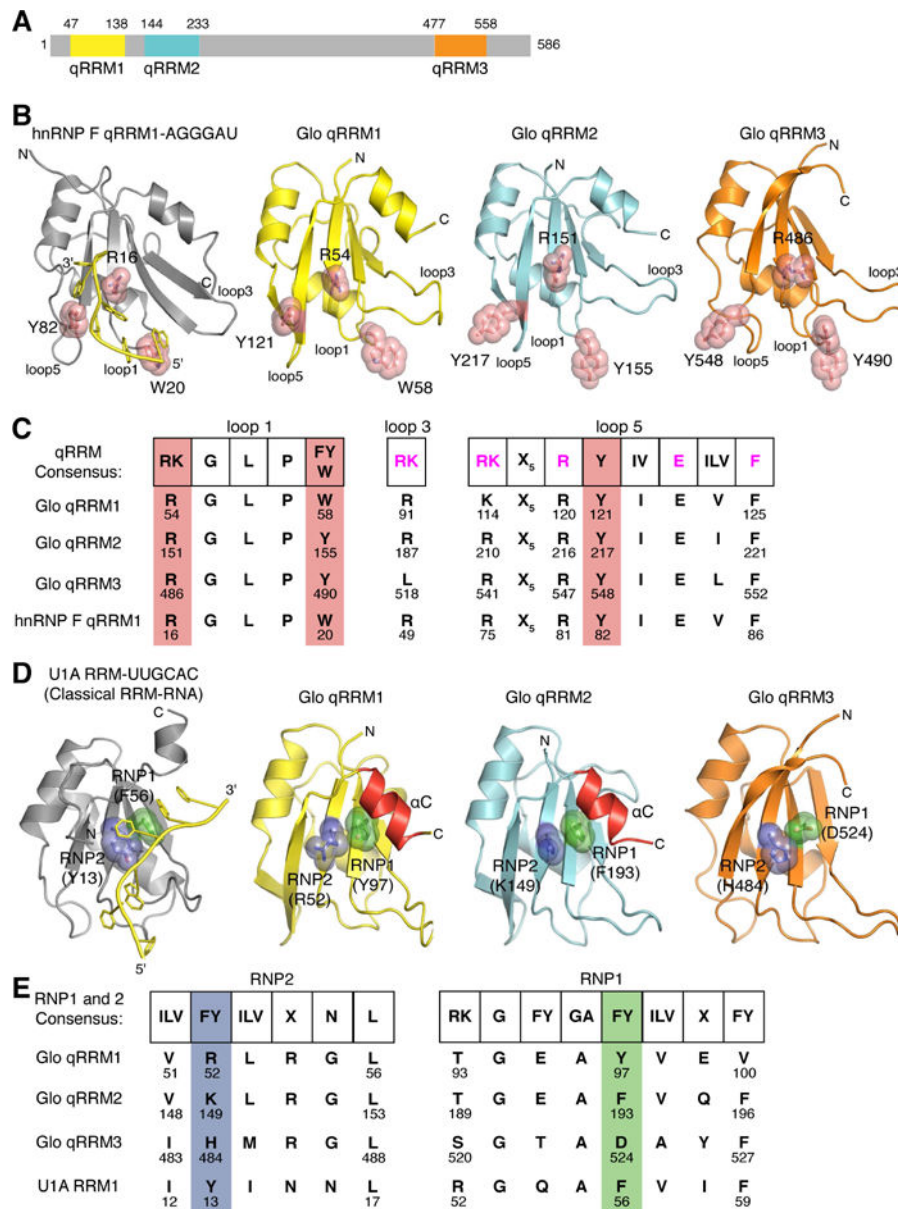 A
47 138 144 233 477 558
1 586
qRRM1 qRRM2 qRRM3
B
hnRNP F qRRM1-AGGGAU Glo qRRM1 Glo qRRM2 Glo qRRM3
N N N N
C C C C
3' R16 R54 R151 R486
loop3 loop3 loop3 loop3
Y82 Y121 Y217 Y548
loop5 loop1 5' loop5 loop1 loop5 loop1 loop5 loop1
W20 W58 Y155 Y490
C
loop 1 loop 3 loop 5
qRRM Consensus: RK G L P FY W RK RK X5 R Y IV E ILV F
Glo qRRM1 R G L P W R K X5 R Y I E V F
54 58 91 114 120 121 125
Glo qRRM2 R G L P Y R R X5 R Y I E I F
151 155 187 210 216 217 221
Glo qRRM3 R G L P Y L R X5 R Y I E L F
486 490 518 541 547 548 552
hnRNP F qRRM1 R G L P W R R X5 R Y I E V F
16 20 49 75 81 82 86
D
U1A RRM-UUGCAC
(Classical RRM-RNA)
Glo qRRM1 Glo qRRM2 Glo qRRM3
C N N N
RNP1
(F56)
3'
N
RNP2
(Y13)
5'
αC
C
RNP2
(R52)
RNP1
(Y97)
αC
C
RNP2
(K149)
RNP1
(F193)
C
RNP1
(D524)
RNP2
(H484)
E
RNP2 RNP1
RNP1 and 2 Consensus: ILV FY ILV X N L RK G FY GA FY ILV X FY
Glo qRRM1 V R L R G L T G E A Y V E V
51 52 56 93 97 100
Glo qRRM2 V K L R G L T G E A F V Q F
148 149 153 189 193 196
Glo qRRM3 I H M R G L S G T A D A Y F
483 484 488 520 524 527
U1A RRM1 I Y I N N L R G Q A F V I F
12 13 17 52 56 59